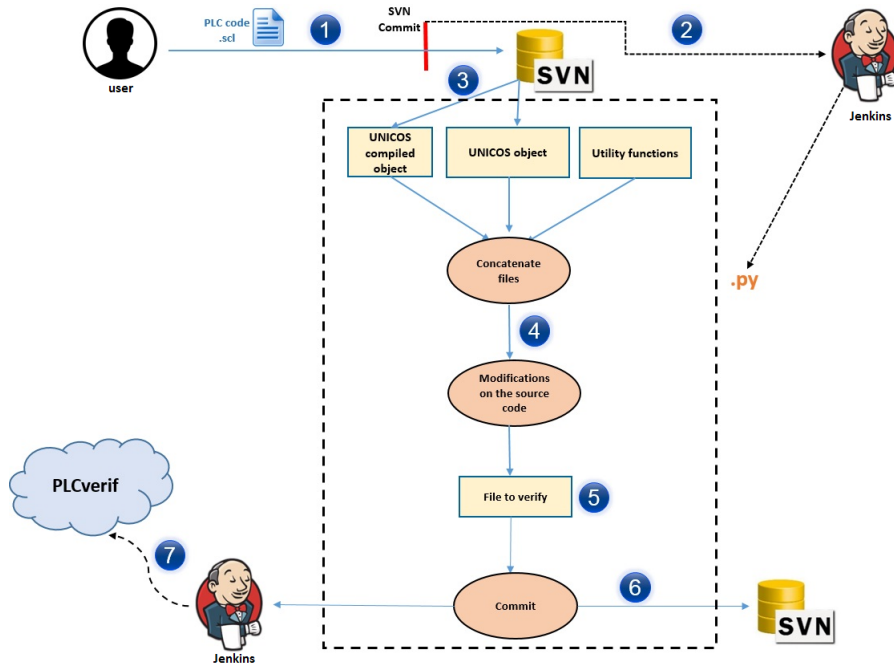 PLC code
.scl
1
SVN
Commit
2
SVN
user
Jenkins
3
UNICOS
compiled
object
UNICOS object
Utility functions
Concatenate
files
.py
4
Modifications
on the source
code
PLCverif
File to verify
5
7
6
Commit
SVN
Jenkins